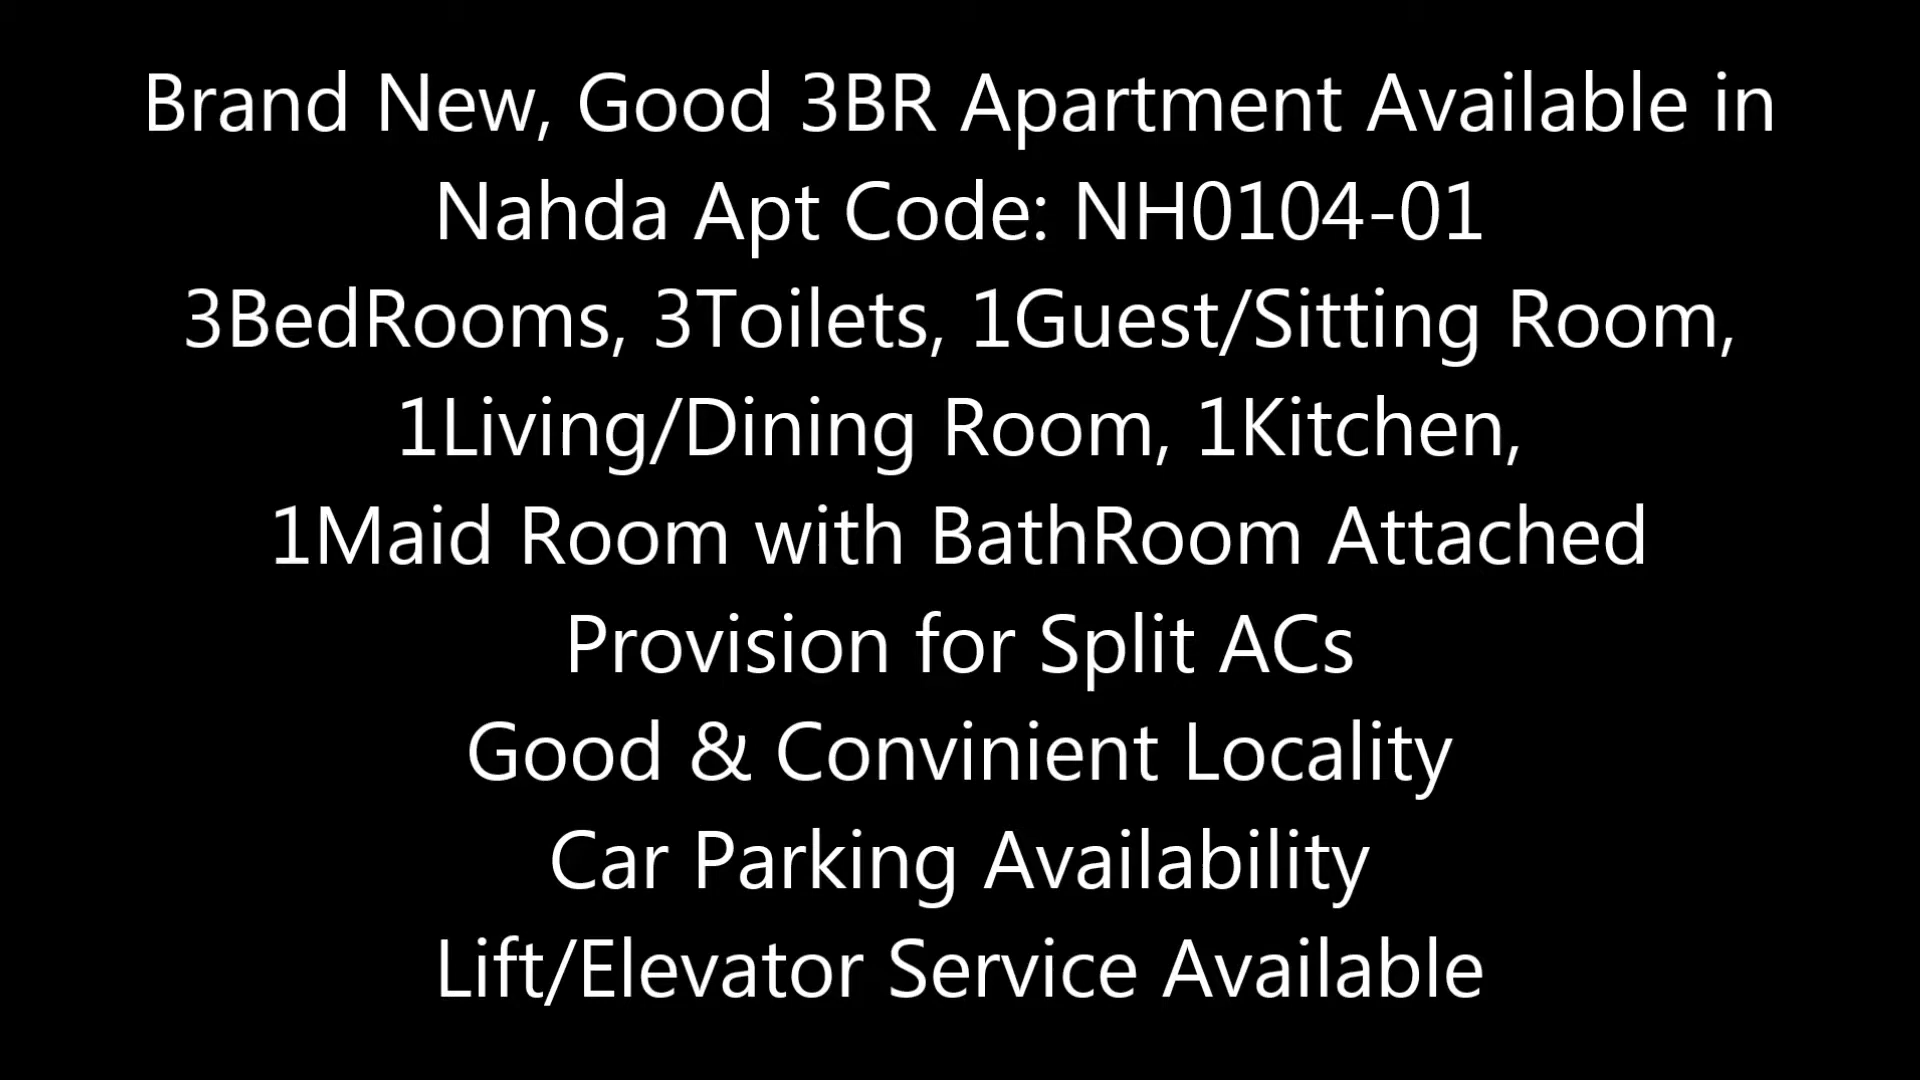 Brand New, Good 3BR Apartment Available in
Nahda Apt Code: NH0104-01
3BedRooms, 3Toilets, 1Guest/Sitting Room,
1Living/Dining Room, 1Kitchen,
1Maid Room with BathRoom Attached
Provision for Split ACs
Good & Convinient Locality
Car Parking Availability
Lift/Elevator Service Available